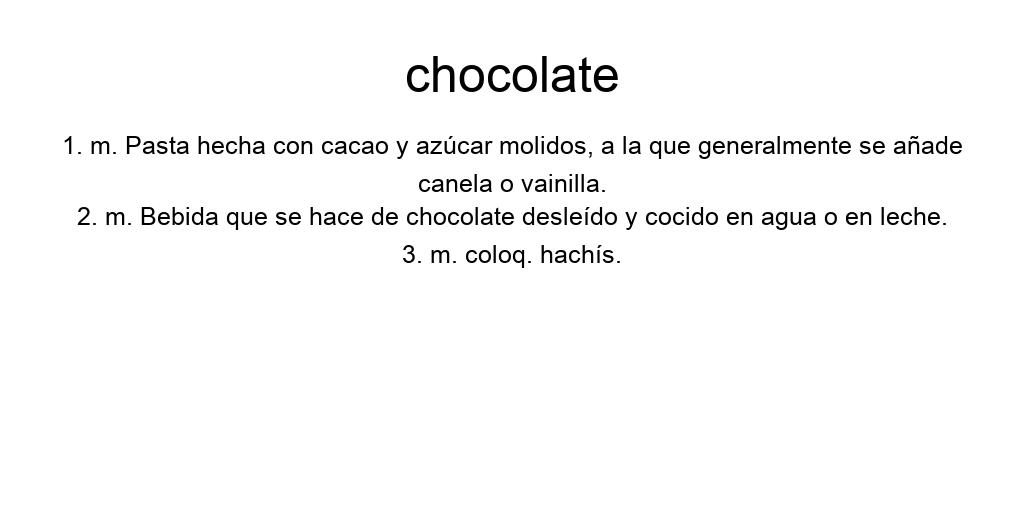 chocolate
1. m. Pasta hecha con cacao y azúcar molidos, a la que generalmente se añade
canela o vainilla.
2. m. Bebida que se hace de chocolate desleído y cocido en agua o en leche.
3. m. coloq. hachís.